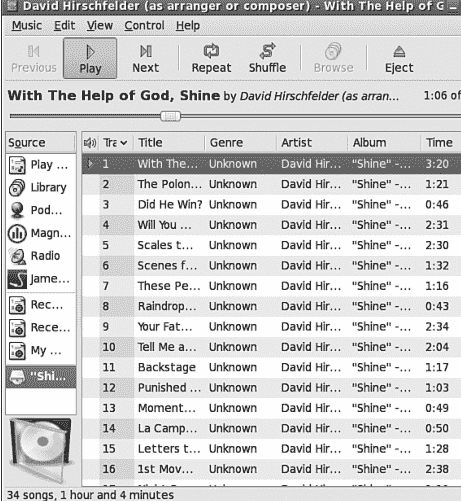 David Hirschfelder (as arranger or composer) - With The Help of G
Music Edit View Control Help
Previous Play Next Repeat Shuffle Browse Eject
With The Help of God, Shine by David Hirschfelder (as arran... 1:06 of
Source Tra Title Genre Artist Album Time
Play ... 1 With The... Unknown David Hir... "Shine" -... 3:20
Library 2 The Polon... Unknown David Hir... "Shine" -... 1:21
Pod... 3 Did He Win? Unknown David Hir... "Shine" -... 0:46
Magn... 4 Will You ... Unknown David Hir... "Shine" -... 2:31
Radio 5 Scales t... Unknown David Hir... "Shine" -... 2:30
Jame... 6 Scenes f... Unknown David Hir... "Shine" -... 1:32
7 These Pe... Unknown David Hir... "Shine" -... 1:16
Rec... 8 Raindrop... Unknown David Hir... "Shine" -... 0:43
Rece... 9 Your Fat... Unknown David Hir... "Shine" -... 2:34
My ... 10 Tell Me a... Unknown David Hir... "Shine" -... 2:04
"Shi... 11 Backstage Unknown David Hir... "Shine" -... 1:17
12 Punished ... Unknown David Hir... "Shine" -... 1:03
13 Moment... Unknown David Hir... "Shine" -... 0:49
14 La Camp... Unknown David Hir... "Shine" -... 0:50
15 Letters t... Unknown David Hir... "Shine" -... 1:28
16 1st Mov... Unknown David Hir... "Shine" -... 2:38
34 songs, 1 hour and 4 minutes